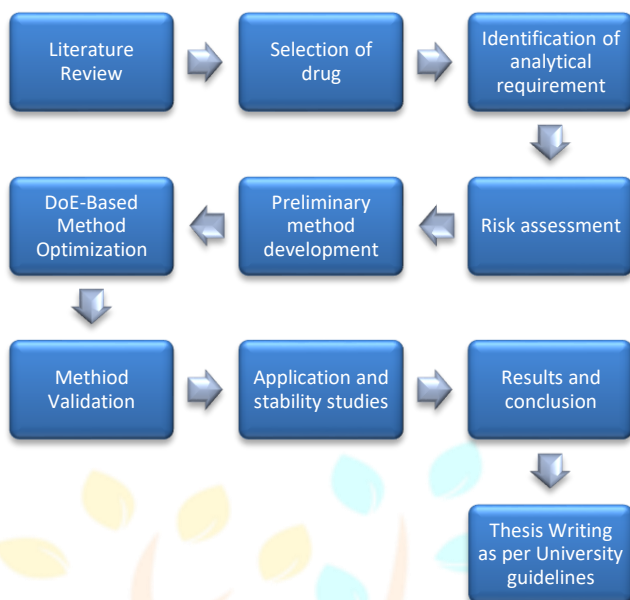 Literature
Review
Selection of
drug
Identification of
analytical
requirement
Risk assessment
Preliminary
method
development
DoE-Based
Method
Optimization
Methiod
Validation
Application and
stability studies
Results and
conclusion
Thesis Writing
as per University
guidelines